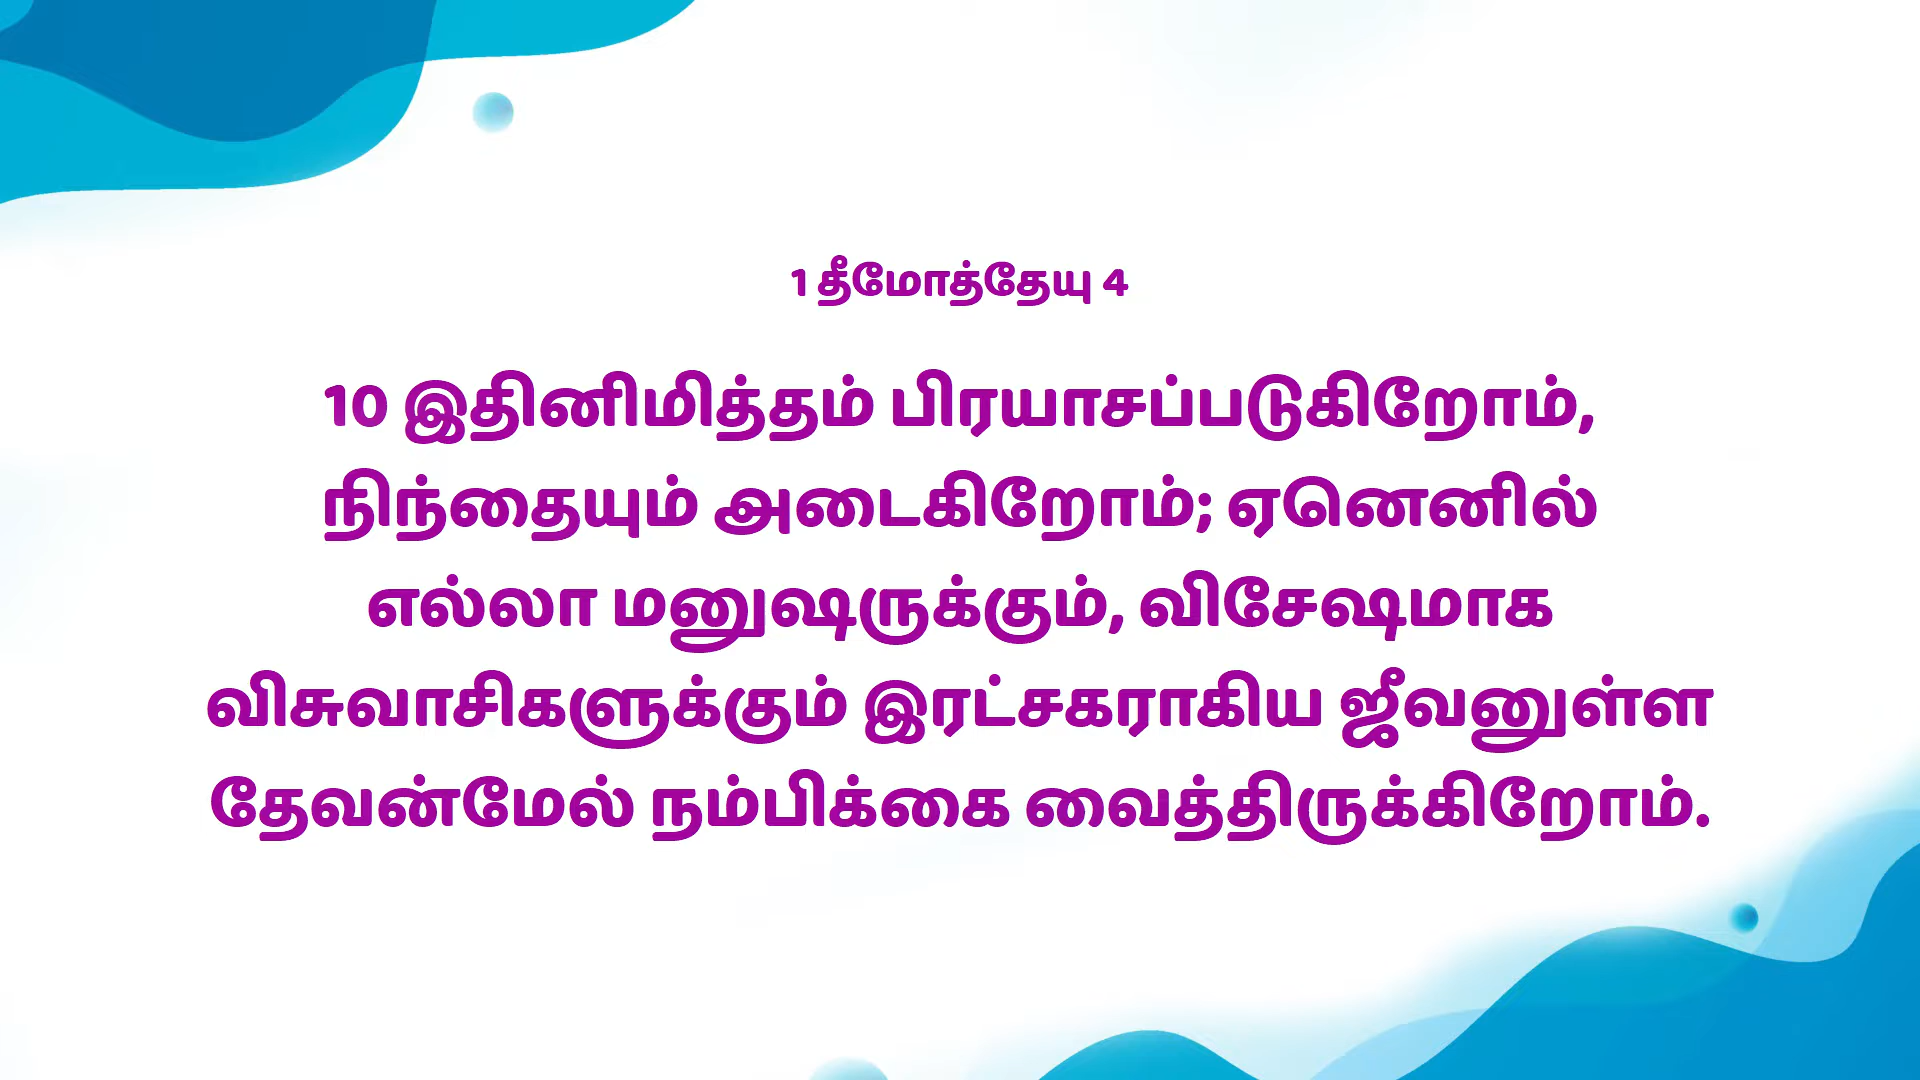 1 தீமோத்தேயு 4
10 இதினிமித்தம் பிரயாசப்படுகிறோம்,
நிந்தையும் அடைகிறோம்; ஏனெனில்
எல்லா மனுஷருக்கும், விசேஷமாக
விசுவாசிகளுக்கும் இரட்சகராகிய ஜீவனுள்ள
தேவன்மேல் நம்பிக்கை வைத்திருக்கிறோம்.